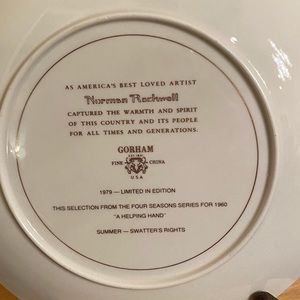 AS AMERICA'S BEST LOVED ARTIST
Norman Rockwell
CAPTURED THE WARMTH AND SPIRIT
OF THIS COUNTRY AND ITS PEOPLE
FOR ALL TIMES AND GENERATIONS.
GORHAM
FINE CHINA
U S A
1979 — LIMITED IN EDITION
THIS SELECTION FROM THE FOUR SEASONS SERIES FOR 1960
"A HELPING HAND"
SUMMER — SWATTER'S RIGHTS